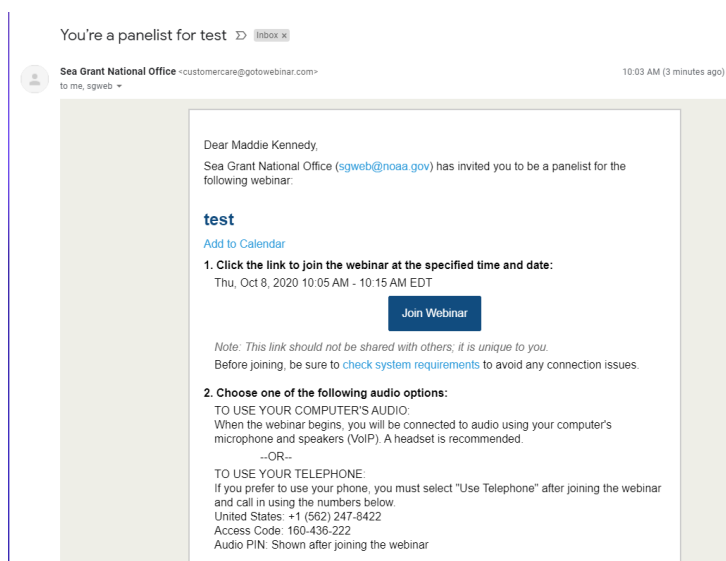 You're a panelist for test Inbox x
Sea Grant National Office <customercare@gotowebinar.com> 10:03 AM (3 minutes ago)
to me, sgweb
Dear Maddie Kennedy,
Sea Grant National Office (sgweb@noaa.gov) has invited you to be a panelist for the
following webinar:
test
Add to Calendar
1. Click the link to join the webinar at the specified time and date:
Thu, Oct 8, 2020 10:05 AM - 10:15 AM EDT
Join Webinar
Note: This link should not be shared with others; it is unique to you.
Before joining, be sure to check system requirements to avoid any connection issues.
2. Choose one of the following audio options:
TO USE YOUR COMPUTER'S AUDIO:
When the webinar begins, you will be connected to audio using your computer's
microphone and speakers (VoIP). A headset is recommended.
--OR--
TO USE YOUR TELEPHONE:
If you prefer to use your phone, you must select "Use Telephone" after joining the webinar
and call in using the numbers below.
United States: +1 (562) 247-8422
Access Code: 160-436-222
Audio PIN: Shown after joining the webinar